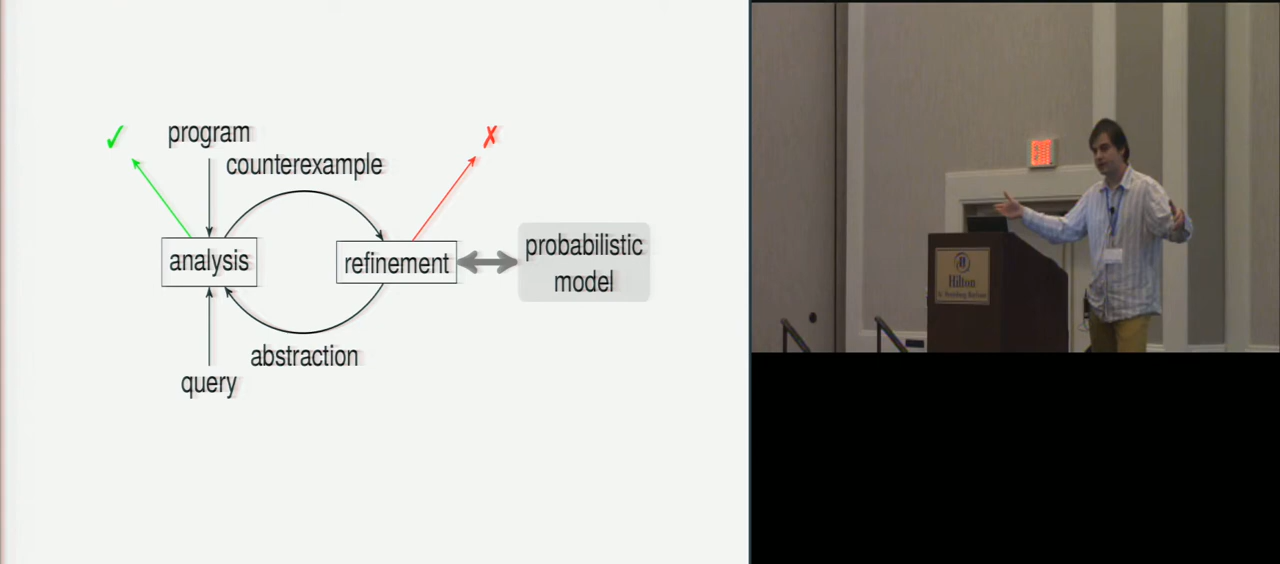 ✓
program
✗
counterexample
analysis
refinement
probabilistic
model
abstraction
query
Hilton